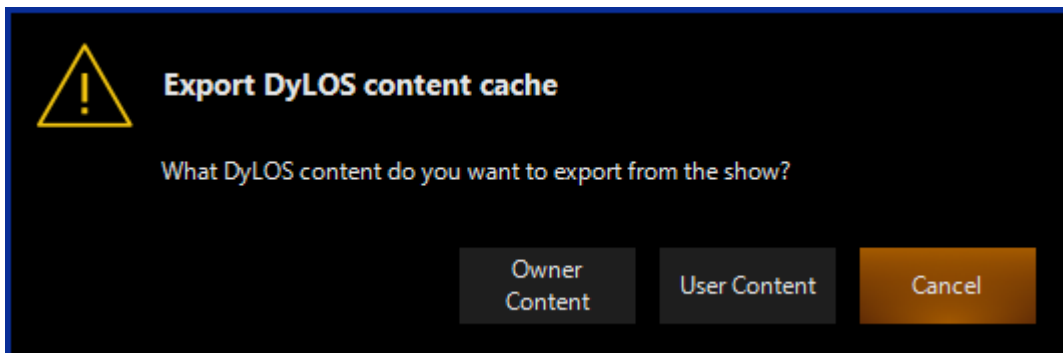 Export DyLOS content cache
What DyLOS content do you want to export from the show?
Owner
Content
User Content
Cancel